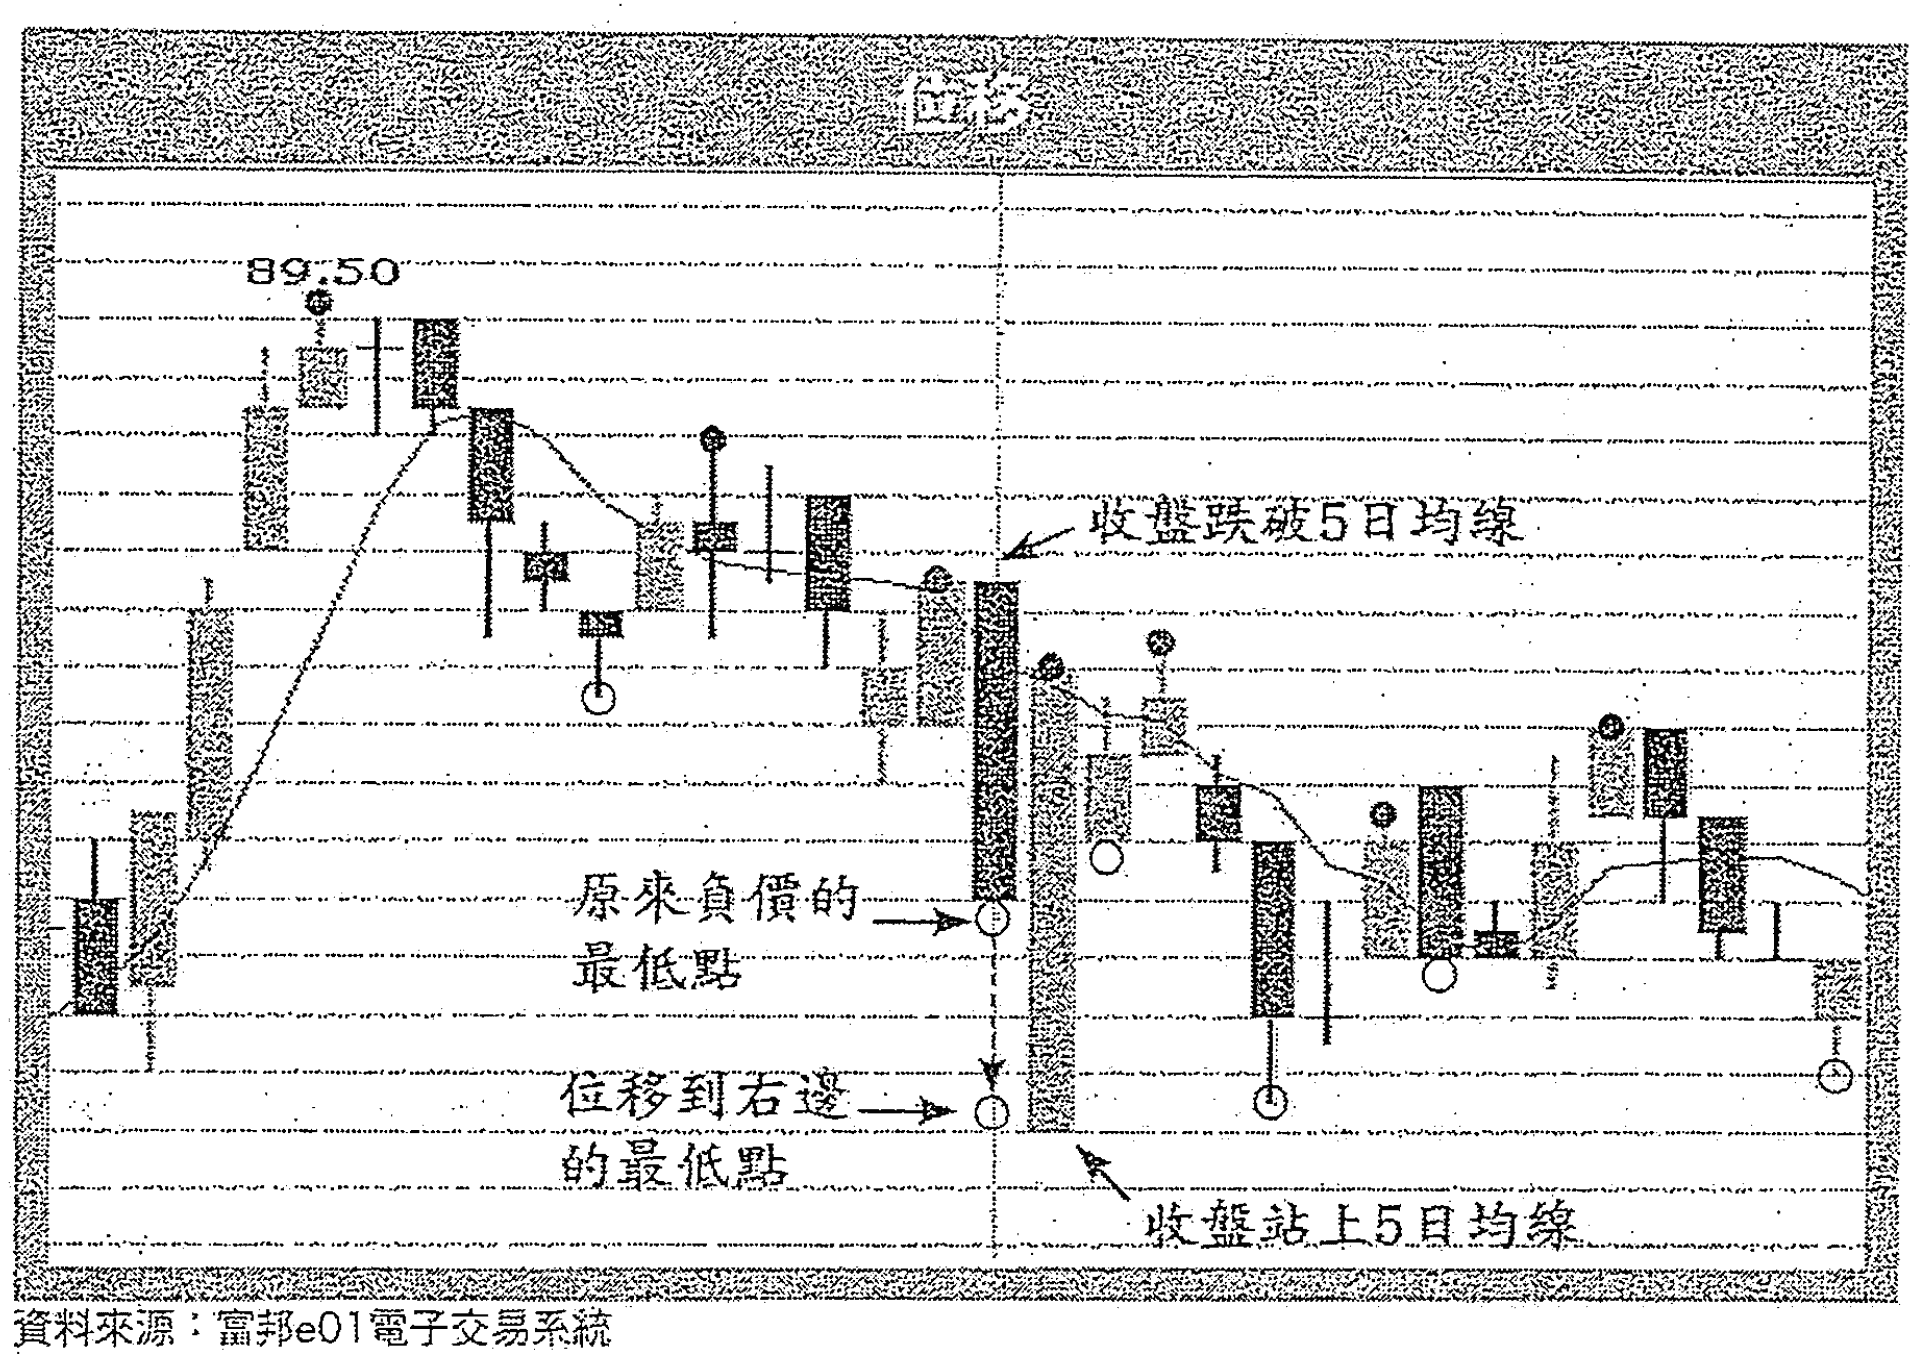 位移
89.50
收盤跌破5日均線
原來負價的
最低點
位移到右邊
的最低點
收盤站上5日均線
資料來源：富邦e01電子交易系統